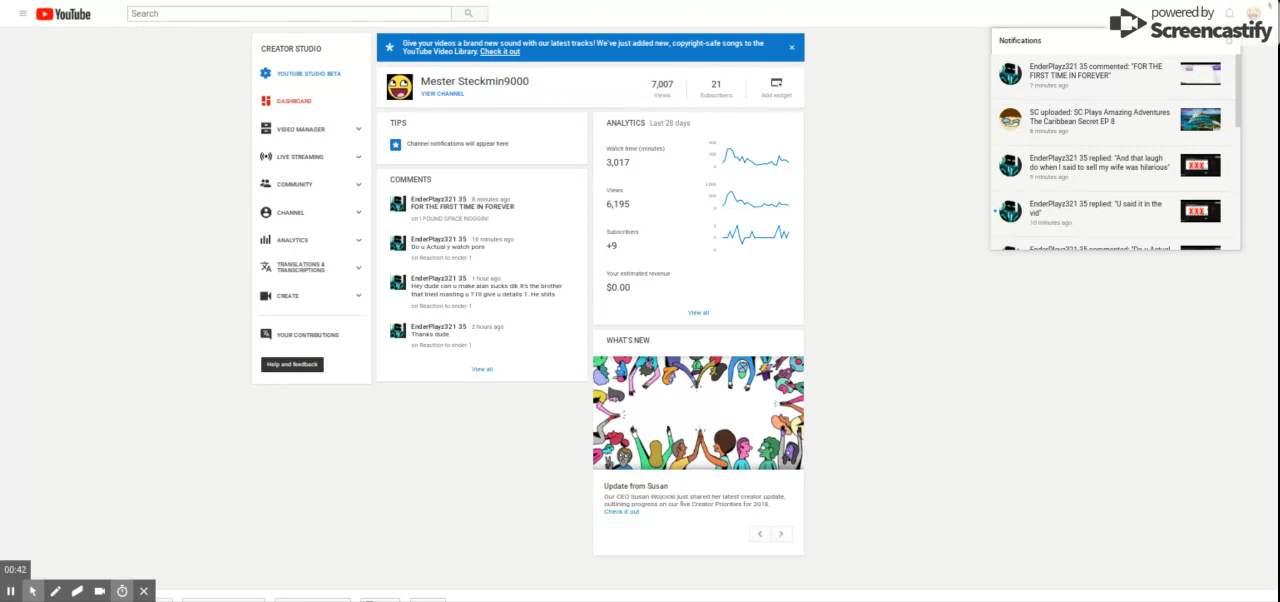 YouTube
Search
powered by
Screencastify
CREATOR STUDIO
YOUTUBE STUDIO BETA
DASHBOARD
VIDEO MANAGER
LIVE STREAMING
COMMUNITY
CHANNEL
ANALYTICS
TRANSLATIONS &
TRANSCRIPTIONS
CREATE
YOUR CONTRIBUTIONS
Help and feedback
Give your videos a brand new sound with our latest tracks! We've just added new, copyright-safe songs to the
YouTube Video Library. Check it out
Mester Steckmin9000
VIEW CHANNEL
7,007
Views
21
Subscribers
Add widget
TIPS
Channel notifications will appear here.
COMMENTS
EnderPlayz321 35 8 minutes ago
FOR THE FIRST TIME IN FOREVER
on I FOUND SPACE NOGGIN!
EnderPlayz321 35 16 minutes ago
Do u Actual y watch porn
on Reaction to ender 1
EnderPlayz321 35 1 hour ago
Hey dude can u make alan sucks dik it's the brother
that tried roasting u ? I'll give u details 1. He shits
on Reaction to ender 1
EnderPlayz321 35 2 hours ago
Thanks dude
on Reaction to ender 1
View all
ANALYTICS Last 28 days
Watch time (minutes)
3,017
Views
6,195
Subscribers
+9
Your estimated revenue
$0.00
View all
WHAT'S NEW
Update from Susan
Our CEO Susan Wojcicki just shared her latest creator update,
outlining progress on our five Creator Priorities for 2018.
Check it out
Notifications
EnderPlayz321 35 commented: "FOR THE
FIRST TIME IN FOREVER"
7 minutes ago
SC uploaded: SC Plays Amazing Adventures
The Caribbean Secret EP 8
8 minutes ago
EnderPlayz321 35 replied: "And that laugh
do when I said to sell my wife was hilarious"
9 minutes ago
XXX
EnderPlayz321 35 replied: "U said it in the
vid"
10 minutes ago
XXX
EnderPlayz321 35 commented: "Do u Actual
00:42